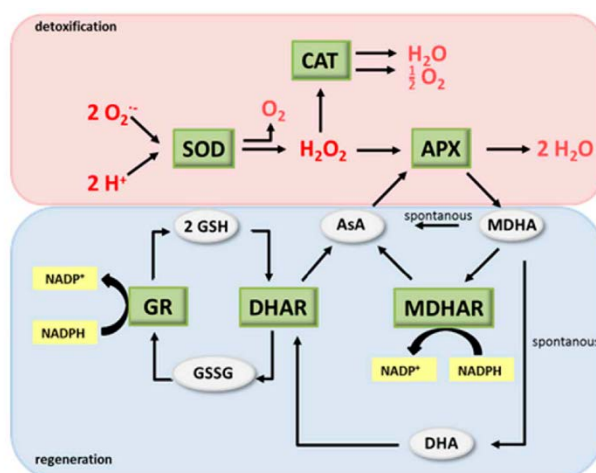 detoxification
CAT
H₂O
½ O₂
2 O₂·⁻
O₂
SOD
H₂O₂
APX
2 H₂O
2 H⁺
2 GSH
AsA
spontanous
MDHA
NADP⁺
GR
DHAR
MDHAR
NADPH
spontanous
GSSG
NADP⁺
NADPH
DHA
regeneration